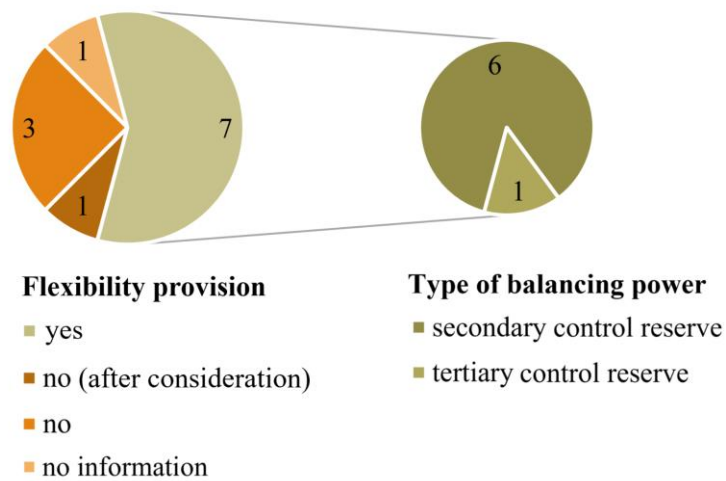 1
3
7
1
6
1
Flexibility provision
yes
no (after consideration)
no
no information
Type of balancing power
secondary control reserve
tertiary control reserve